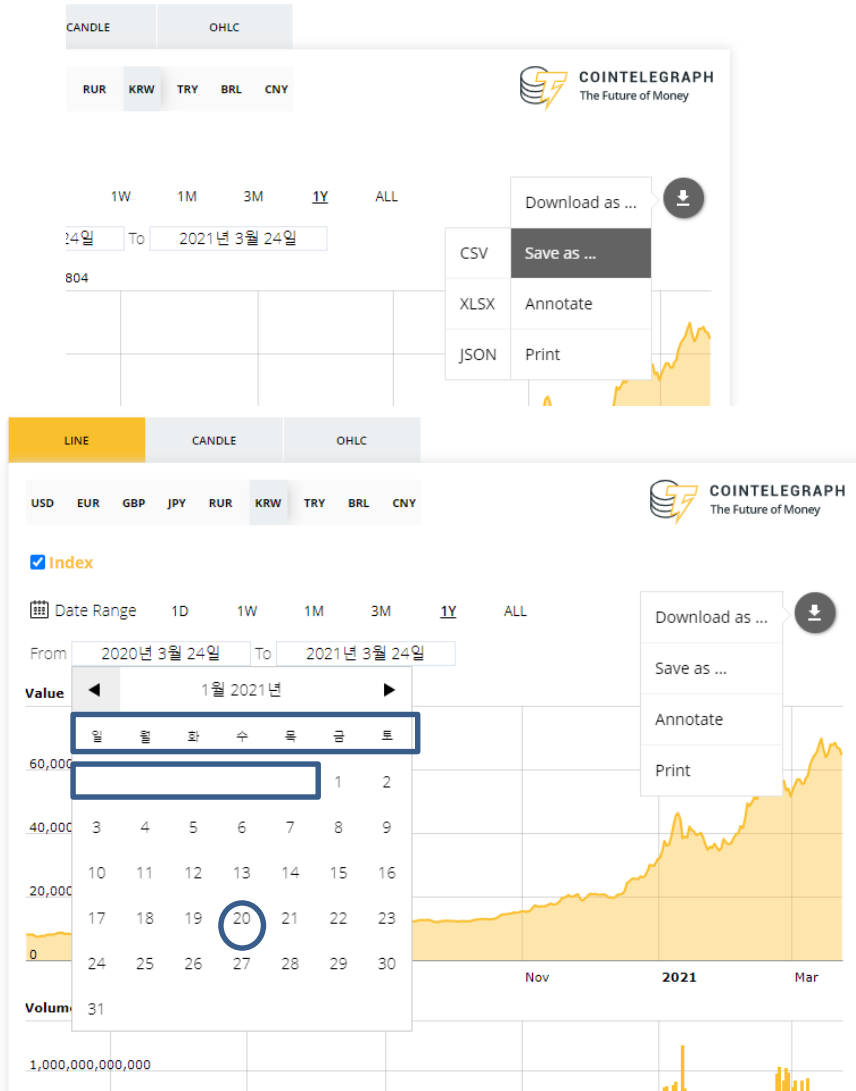 CANDLE OHLC
RUR KRW TRY BRL CNY
COINTELEGRAPH
The Future of Money
1W 1M 3M 1Y ALL
Download as ...
24일 To 2021년 3월 24일
CSV Save as ...
804
XLSX Annotate
JSON Print
LINE CANDLE OHLC
USD EUR GBP JPY RUR KRW TRY BRL CNY
COINTELEGRAPH
The Future of Money
Index
Date Range 1D 1W 1M 3M 1Y ALL
Download as ...
From 2020년 3월 24일 To 2021년 3월 24일
Save as ...
Value 1월 2021년
Annotate
일 월 화 수 목 금 토
60,000 Print
1 2
40,000 3 4 5 6 7 8 9
10 11 12 13 14 15 16
20,000
17 18 19 20 21 22 23
0
24 25 26 27 28 29 30
Nov 2021 Mar
Volum 31
1,000,000,000,000